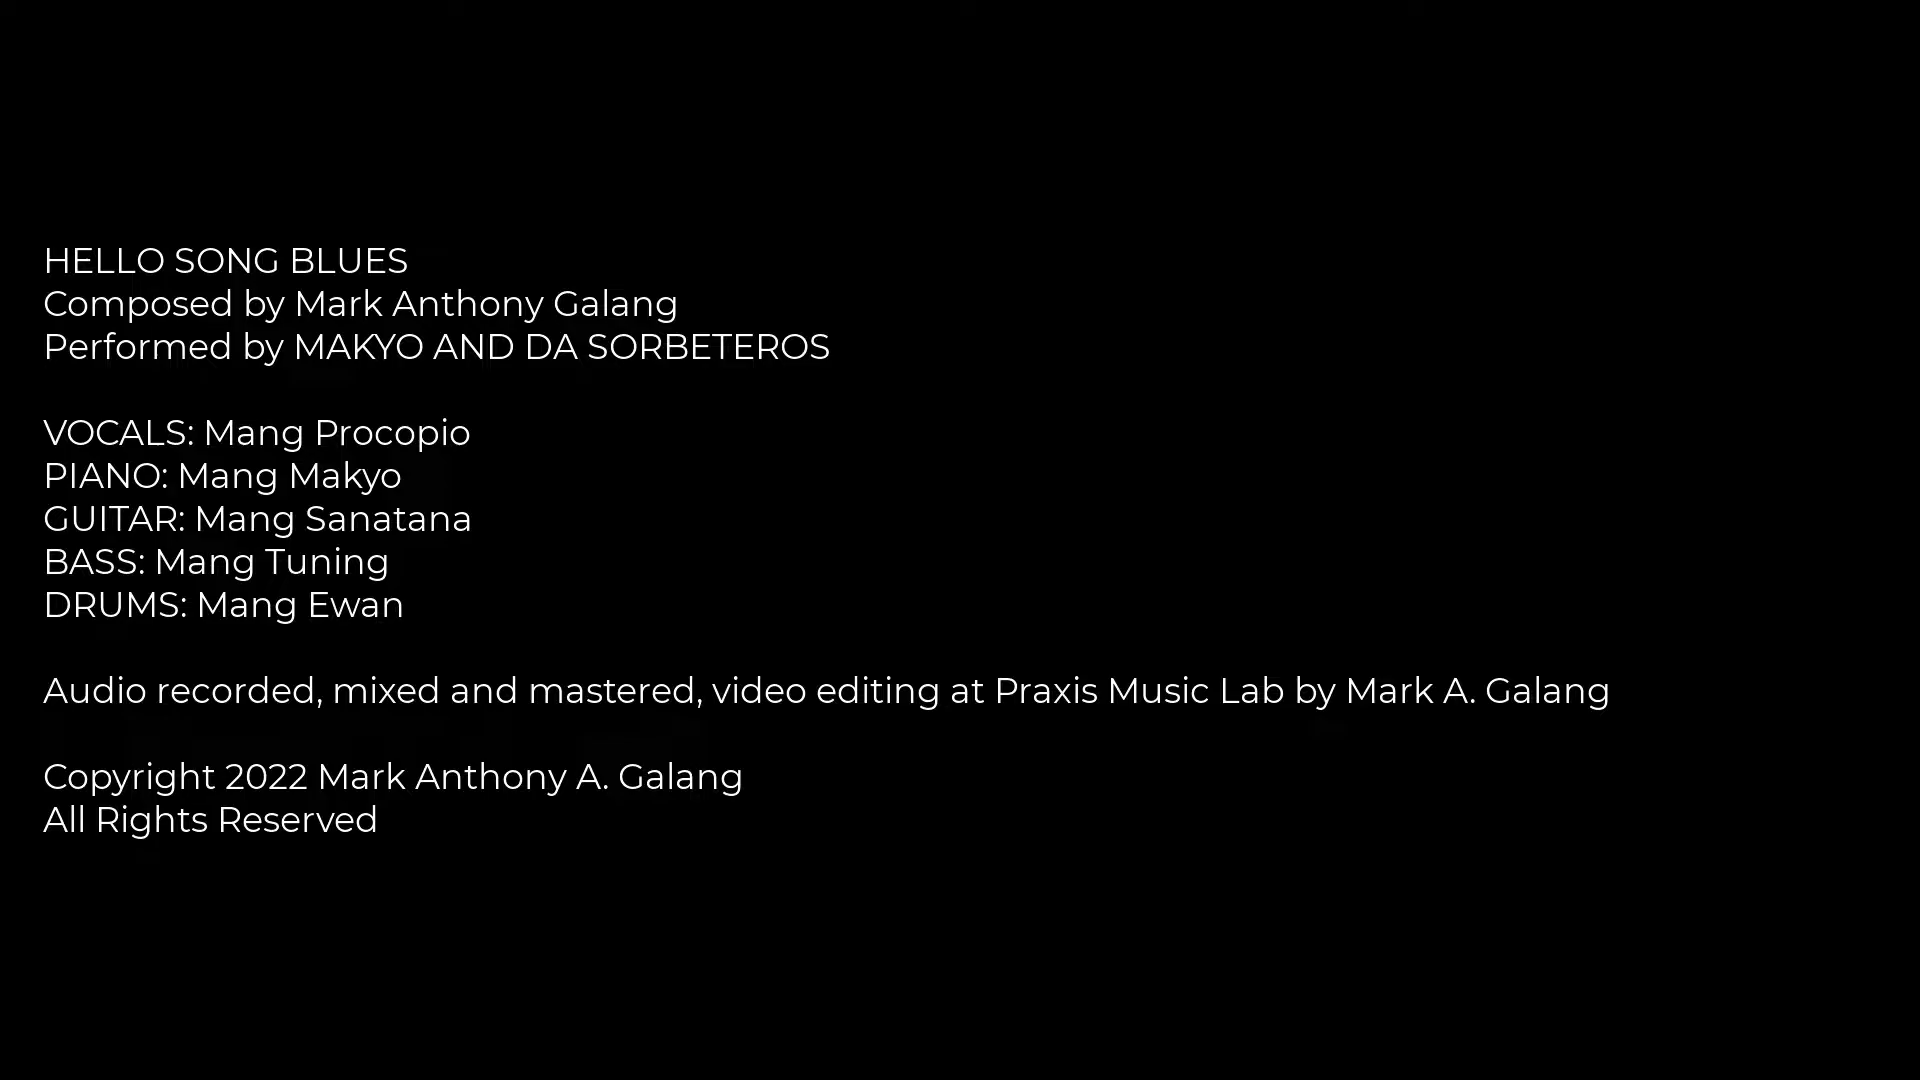 HELLO SONG BLUES
Composed by Mark Anthony Galang
Performed by MAKYO AND DA SORBETEROS
VOCALS: Mang Procopio
PIANO: Mang Makyo
GUITAR: Mang Sanatana
BASS: Mang Tuning
DRUMS: Mang Ewan
Audio recorded, mixed and mastered, video editing at Praxis Music Lab by Mark A. Galang
Copyright 2022 Mark Anthony A. Galang
All Rights Reserved